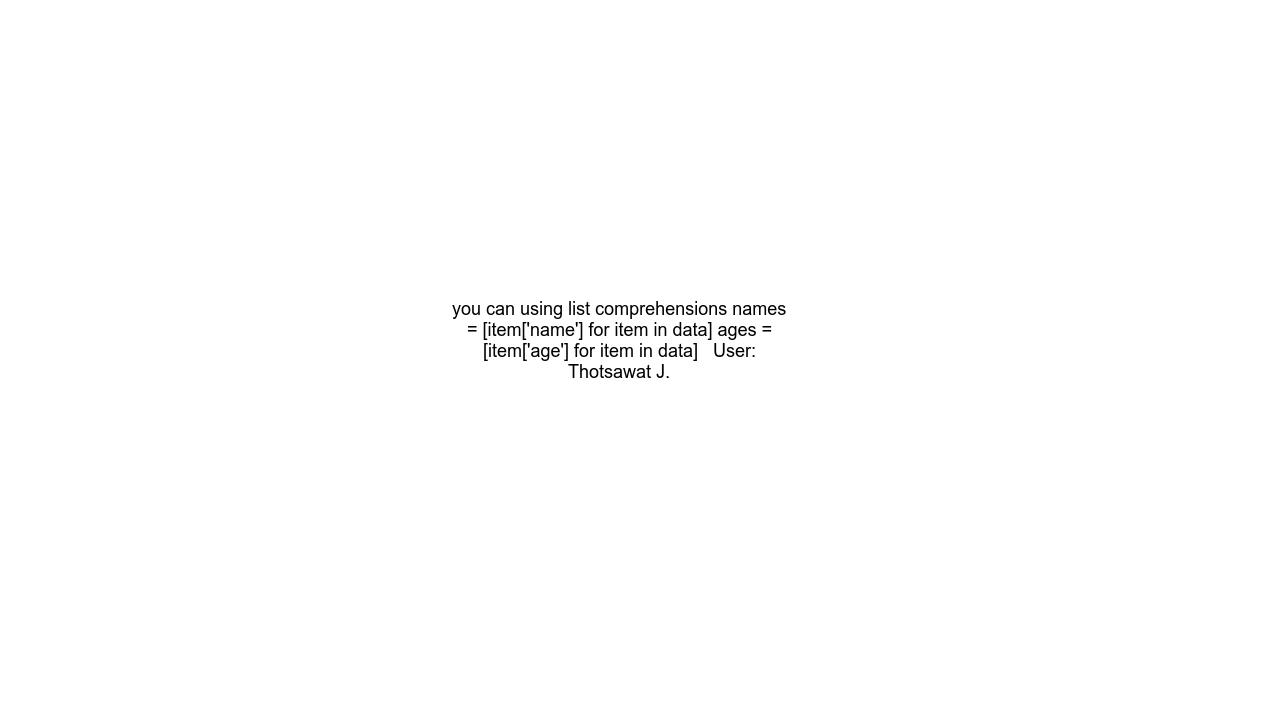 you can using list comprehensions names
= [item['name'] for item in data] ages =
[item['age'] for item in data]   User:
Thotsawat J.